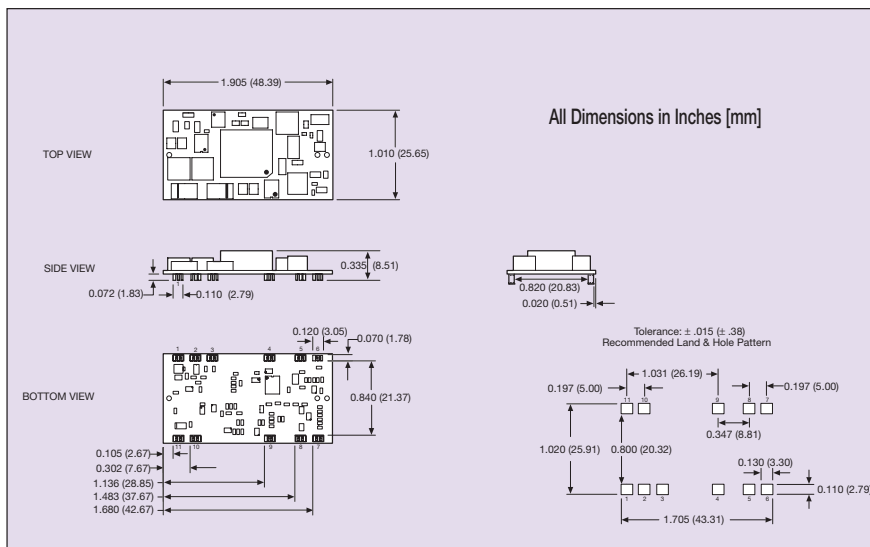 1.905 (48.39)
All Dimensions in Inches [mm]
TOP VIEW
1.010 (25.65)
SIDE VIEW
0.335 (8.51)
0.072 (1.83)
1
0.110 (2.79)
0.820 (20.83)
0.020 (0.51)
Tolerance: ± .015 (± .38)
Recommended Land & Hole Pattern
0.120 (3.05)
0.070 (1.78)
1 2 3 4 5 6
BOTTOM VIEW
0.840 (21.37)
11 10 9 8 7
0.105 (2.67)
0.302 (7.67)
1.136 (28.85)
1.483 (37.67)
1.680 (42.67)
1.031 (26.19)
0.197 (5.00)
0.197 (5.00)
11 10 9 8 7
0.347 (8.81)
1.020 (25.91)
0.800 (20.32)
0.130 (3.30)
0.110 (2.79)
1 2 3 4 5 6
1.705 (43.31)